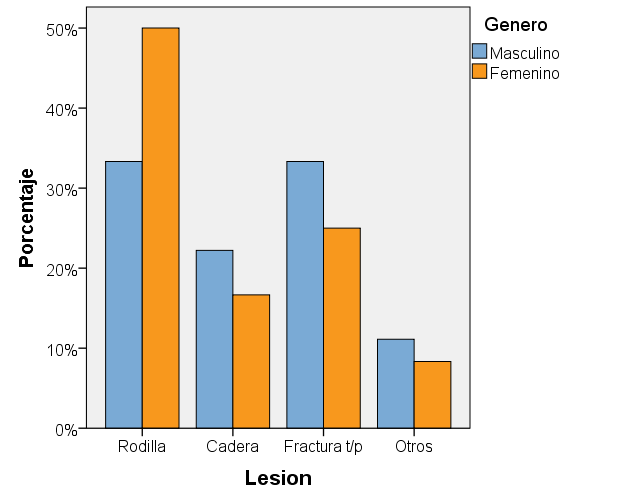 Genero
Masculino
Femenino
Porcentaje
50%
40%
30%
20%
10%
0%
Rodilla Cadera Fractura t/p Otros
Lesion